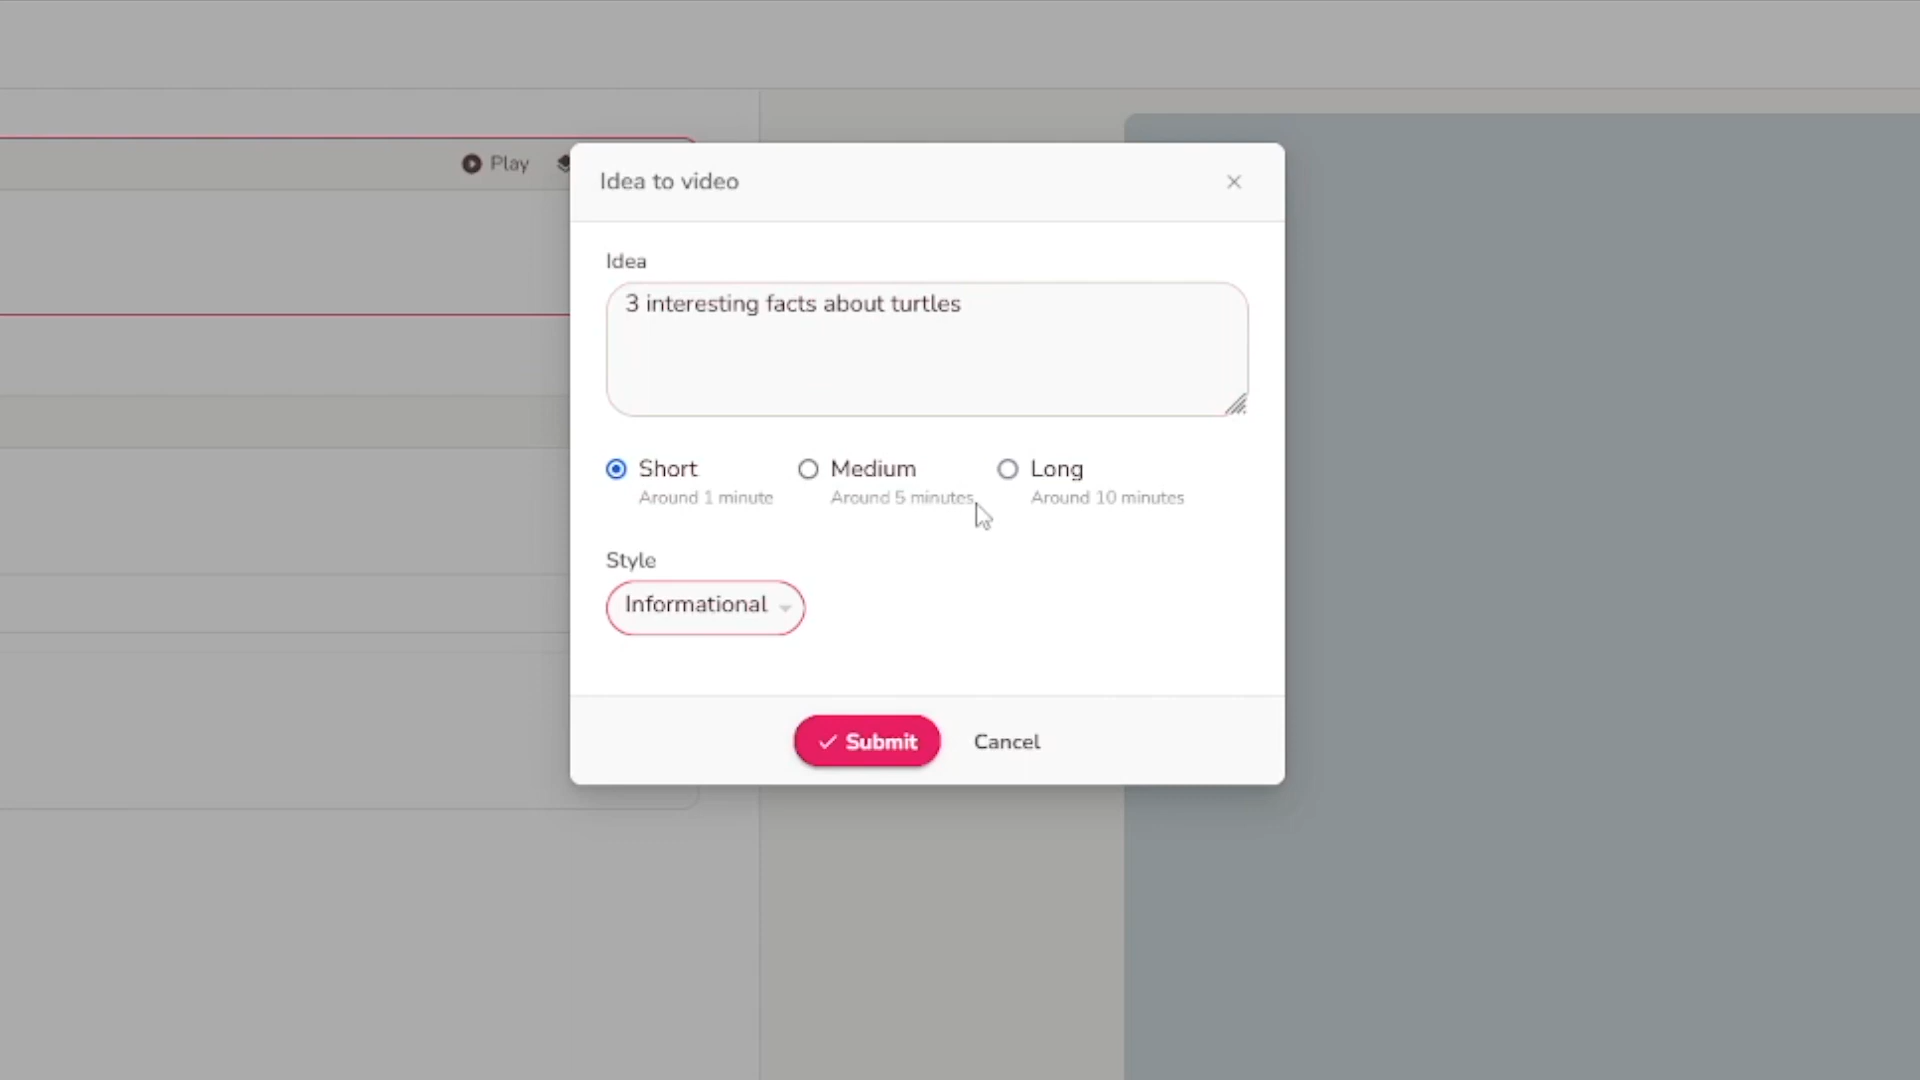 Play
Idea to video
Idea
3 interesting facts about turtles
Short Medium Long
Around 1 minute Around 5 minutes Around 10 minutes
Style
Informational
Submit Cancel